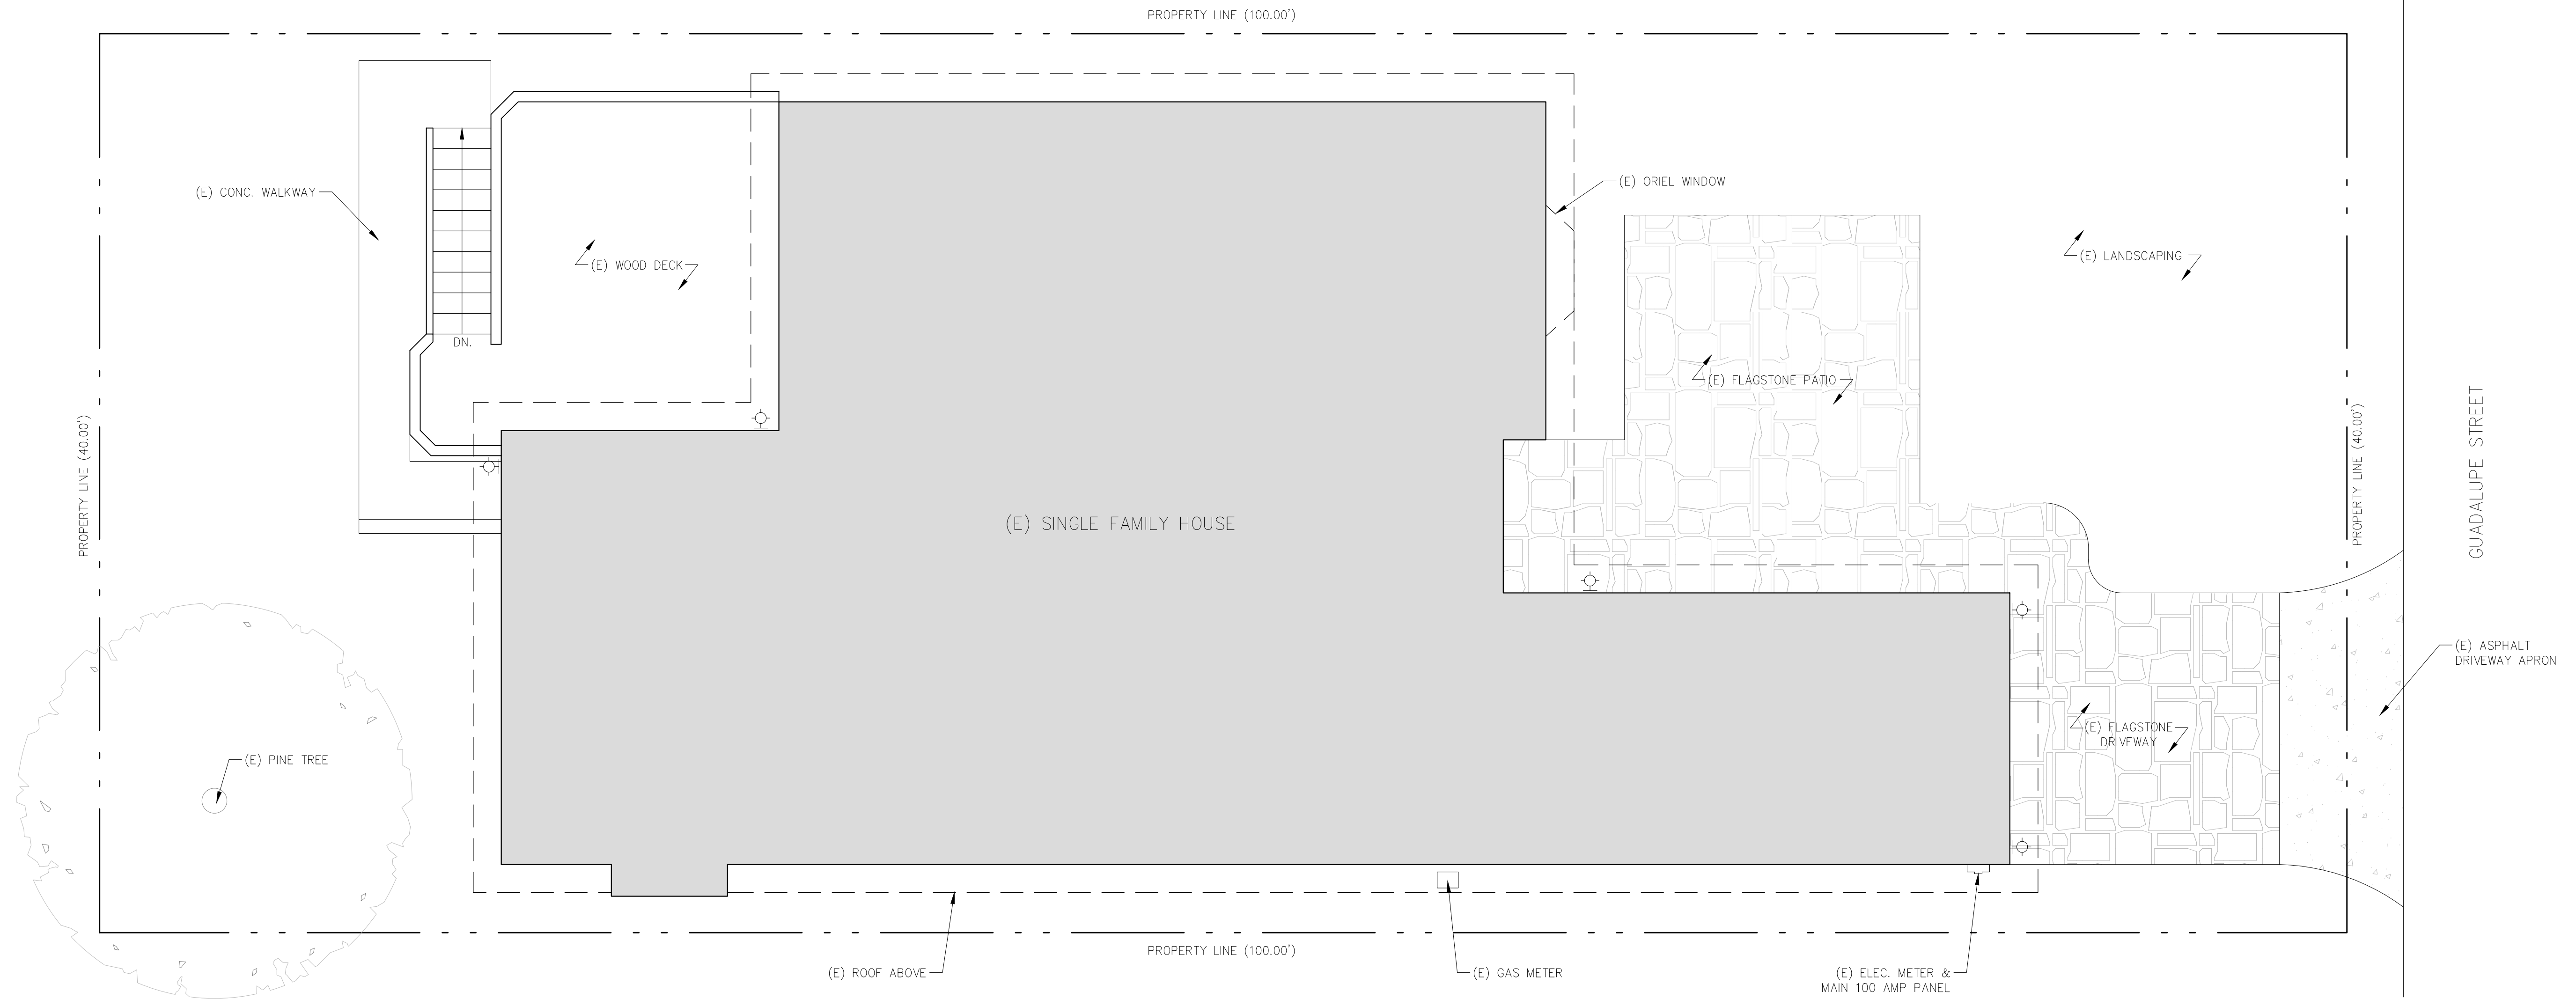 PROPERTY LINE (100.00')
(E) ORIEL WINDOW
(E) CONC. WALKWAY
(E) WOOD DECK
(E) LANDSCAPING
DN.
(E) FLAGSTONE PATIO
PROPERTY LINE (40.00')
PROPERTY LINE (40.00')
GUADALUPE STREET
(E) SINGLE FAMILY HOUSE
(E) ASPHALT
DRIVEWAY APRON
(E) FLAGSTONE
DRIVEWAY
(E) PINE TREE
PROPERTY LINE (100.00')
(E) ROOF ABOVE
(E) GAS METER
(E) ELEC. METER &
MAIN 100 AMP PANEL